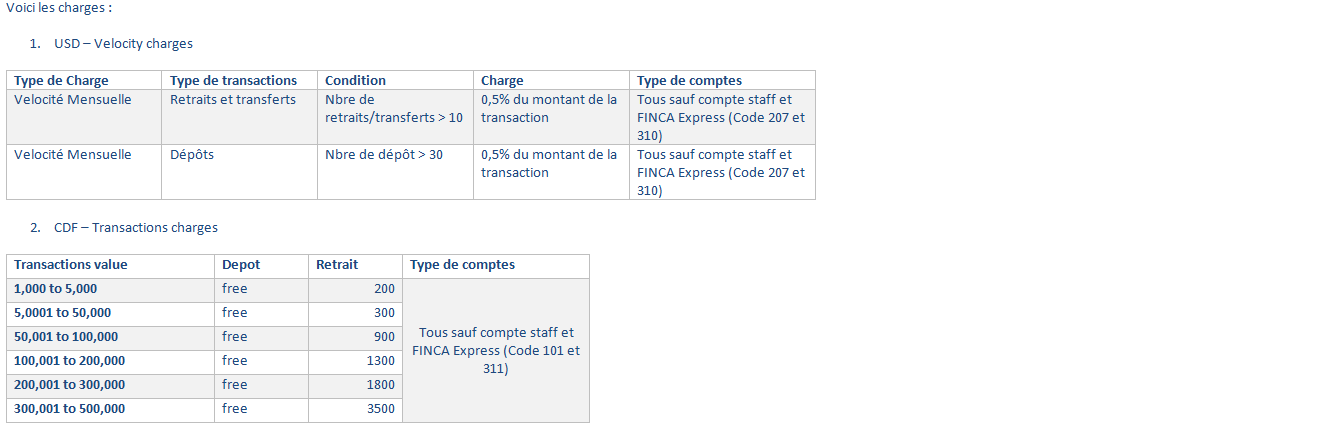 Voici les charges :
1. USD – Velocity charges
Type de Charge Type de transactions Condition Charge Type de comptes
Velocité Mensuelle Retraits et transferts Nbre de 0,5% du montant de la Tous sauf compte staff et
retraits/transferts > 10 transaction FINCA Express (Code 207 et
310)
Velocité Mensuelle Dépôts Nbre de dépôt > 30 0,5% du montant de la Tous sauf compte staff et
transaction FINCA Express (Code 207 et
310)
2. CDF – Transactions charges
Transactions value Depot Retrait Type de comptes
1,000 to 5,000 free 200
5,0001 to 50,000 free 300
50,001 to 100,000 free 900 Tous sauf compte staff et
100,001 to 200,000 free 1300 FINCA Express (Code 101 et
311)
200,001 to 300,000 free 1800
300,001 to 500,000 free 3500